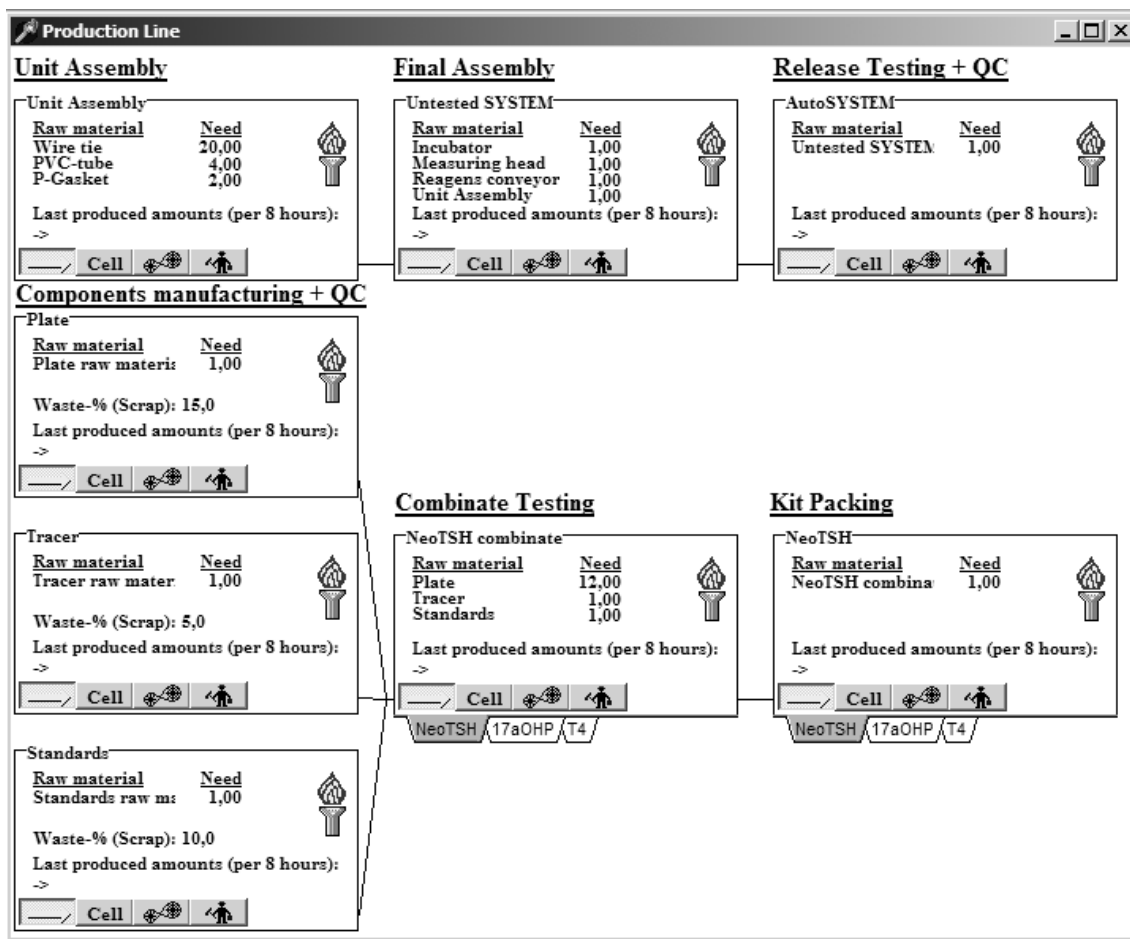 Production Line
Unit Assembly
Unit Assembly
Raw material Need
Wire tie 20,00
PVC-tube 4,00
P-Gasket 2,00
Last produced amounts (per 8 hours):
->
Cell
Final Assembly
Untested SYSTEM
Raw material Need
Incubator 1,00
Measuring head 1,00
Reagens conveyor 1,00
Unit Assembly 1,00
Last produced amounts (per 8 hours):
->
Cell
Release Testing + QC
AutoSYSTEM
Raw material Need
Untested SYSTEM 1,00
Last produced amounts (per 8 hours):
->
Cell
Components manufacturing + QC
Plate
Raw material Need
Plate raw materia 1,00
Waste-% (Scrap): 15,0
Last produced amounts (per 8 hours):
->
Cell
Tracer
Raw material Need
Tracer raw mater 1,00
Waste-% (Scrap): 5,0
Last produced amounts (per 8 hours):
->
Cell
Standards
Raw material Need
Standards raw ma 1,00
Waste-% (Scrap): 10,0
Last produced amounts (per 8 hours):
->
Cell
Combinate Testing
NeoTSH combinate
Raw material Need
Plate 12,00
Tracer 1,00
Standards 1,00
Last produced amounts (per 8 hours):
->
Cell
NeoTSH 17aOHP T4
Kit Packing
NeoTSH
Raw material Need
NeoTSH combina 1,00
Last produced amounts (per 8 hours):
->
Cell
NeoTSH 17aOHP T4